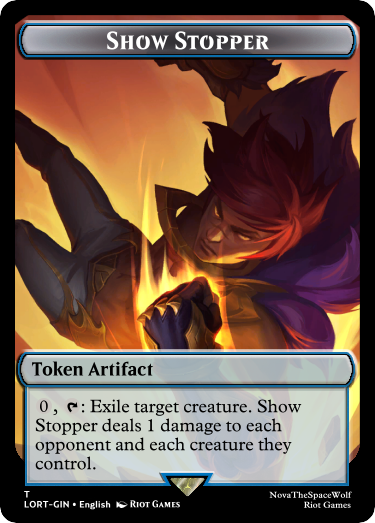 Show Stopper
Token Artifact
0, : Exile target creature. Show
Stopper deals 1 damage to each
opponent and each creature they
control.
T
LORT-GIN • English Riot Games
NovaTheSpaceWolf
Riot Games